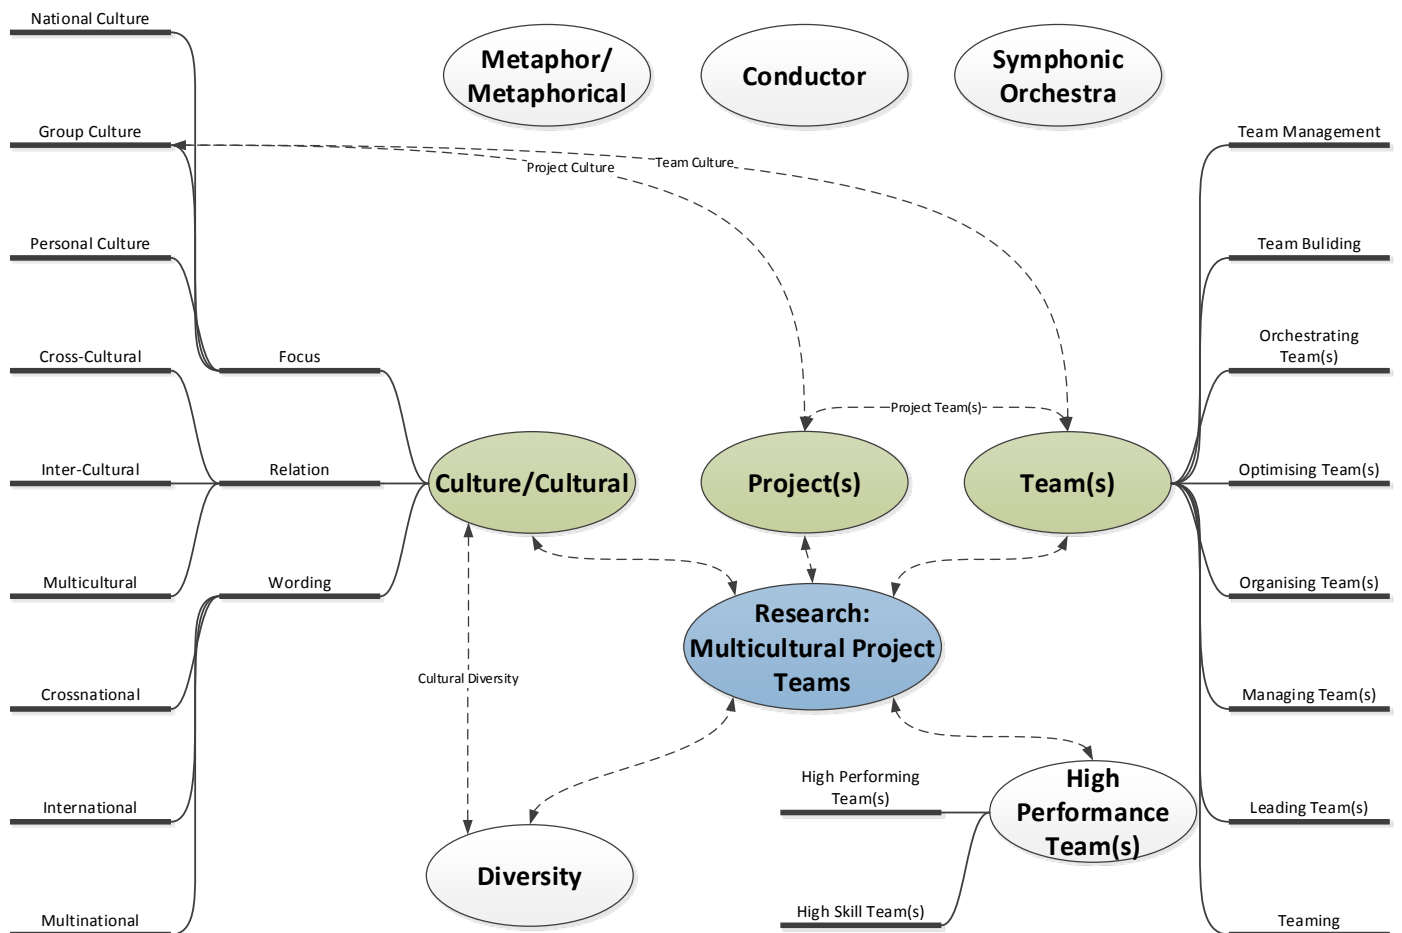 National Culture
Metaphor/
Metaphorical
Conductor
Symphonic
Orchestra
Group Culture
Team Management
Project Culture
Team Culture
Personal Culture
Team Buliding
Orchestrating
Team(s)
Cross-Cultural
Focus
Project Team(s)
Inter-Cultural
Relation
Culture/Cultural
Project(s)
Team(s)
Optimising Team(s)
Multicultural
Wording
Organising Team(s)
Research:
Multicultural Project
Teams
Cultural Diversity
Crossnational
Managing Team(s)
High Performing
Team(s)
High
Performance
Team(s)
International
Leading Team(s)
Diversity
High Skill Team(s)
Multinational
Teaming